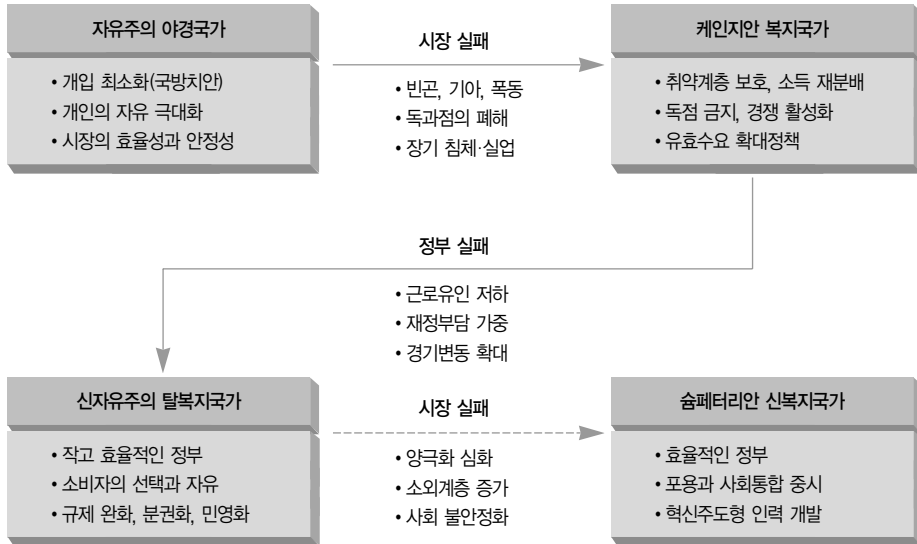 자유주의 야경국가
• 개입 최소화(국방치안)
• 개인의 자유 극대화
• 시장의 효율성과 안정성
시장 실패
• 빈곤, 기아, 폭동
• 독과점의 폐해
• 장기 침체·실업
케인지안 복지국가
• 취약계층 보호, 소득 재분배
• 독점 금지, 경쟁 활성화
• 유효수요 확대정책
정부 실패
• 근로유인 저하
• 재정부담 가중
• 경기변동 확대
신자유주의 탈복지국가
• 작고 효율적인 정부
• 소비자의 선택과 자유
• 규제 완화, 분권화, 민영화
시장 실패
• 양극화 심화
• 소외계층 증가
• 사회 불안정화
슘페터리안 신복지국가
• 효율적인 정부
• 포용과 사회통합 중시
• 혁신주도형 인력 개발